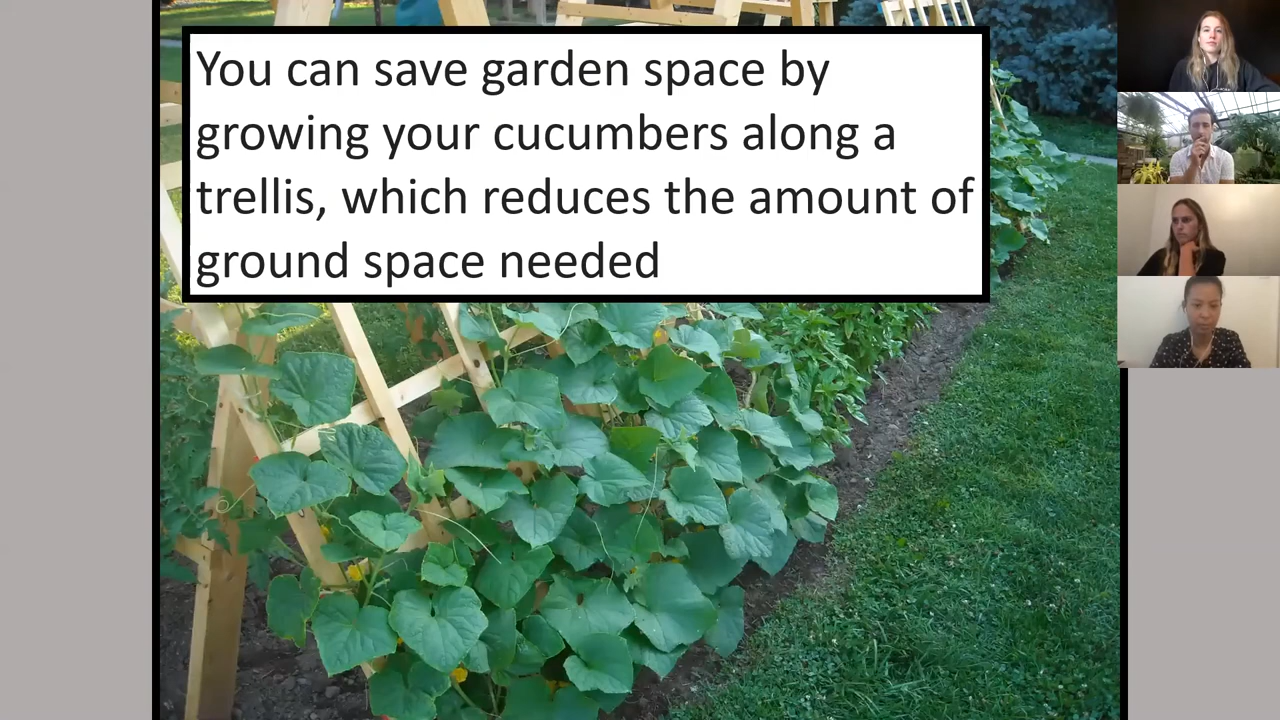 You can save garden space by
growing your cucumbers along a
trellis, which reduces the amount of
ground space needed